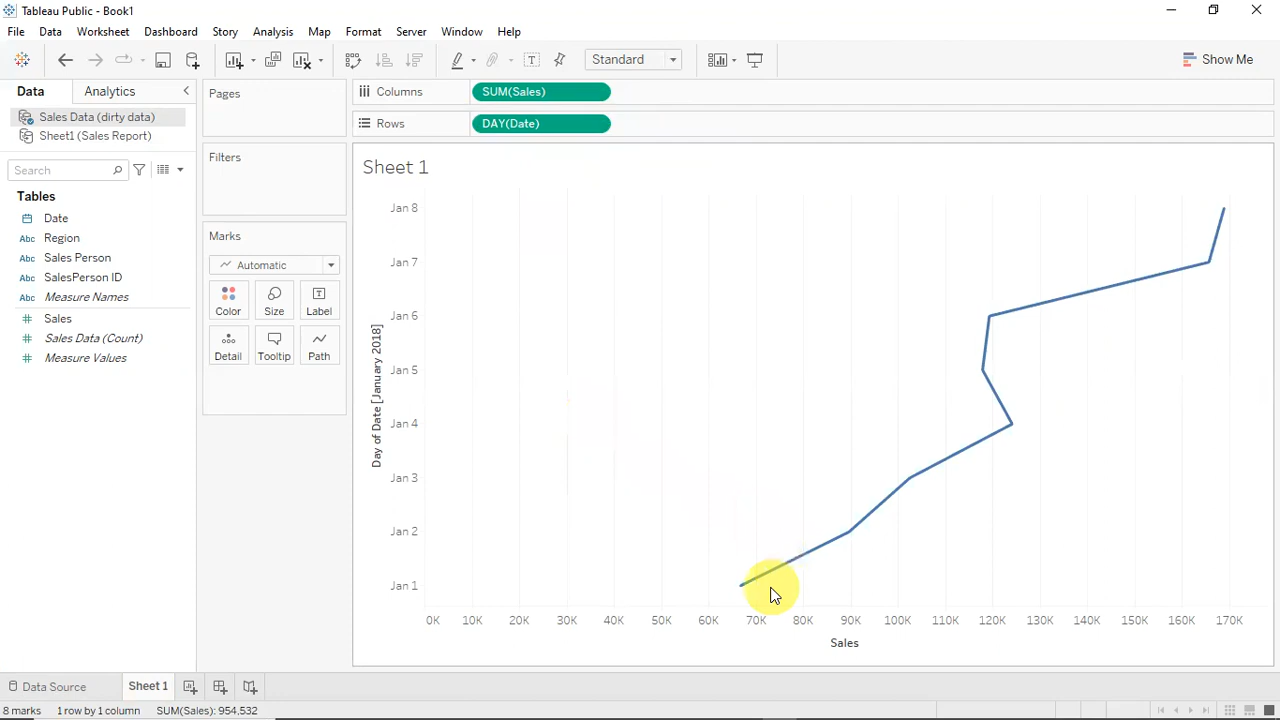 Tableau Public - Book1
File Data Worksheet Dashboard Story Analysis Map Format Server Window Help
Standard
Show Me
Data Analytics
Sales Data (dirty data)
Sheet1 (Sales Report)
Search
Tables
Date
Abc Region
Abc Sales Person
Abc SalesPerson ID
Abc Measure Names
Sales
Sales Data (Count)
Measure Values
Pages
Filters
Marks
Automatic
Color Size Label
Detail Tooltip Path
Columns SUM(Sales)
Rows DAY(Date)
Sheet 1
Day of Date [January 2018]
Jan 8
Jan 7
Jan 6
Jan 5
Jan 4
Jan 3
Jan 2
Jan 1
0K 10K 20K 30K 40K 50K 60K 70K 80K 90K 100K 110K 120K 130K 140K 150K 160K 170K
Sales
Data Source Sheet 1
8 marks 1 row by 1 column SUM(Sales): 954,532